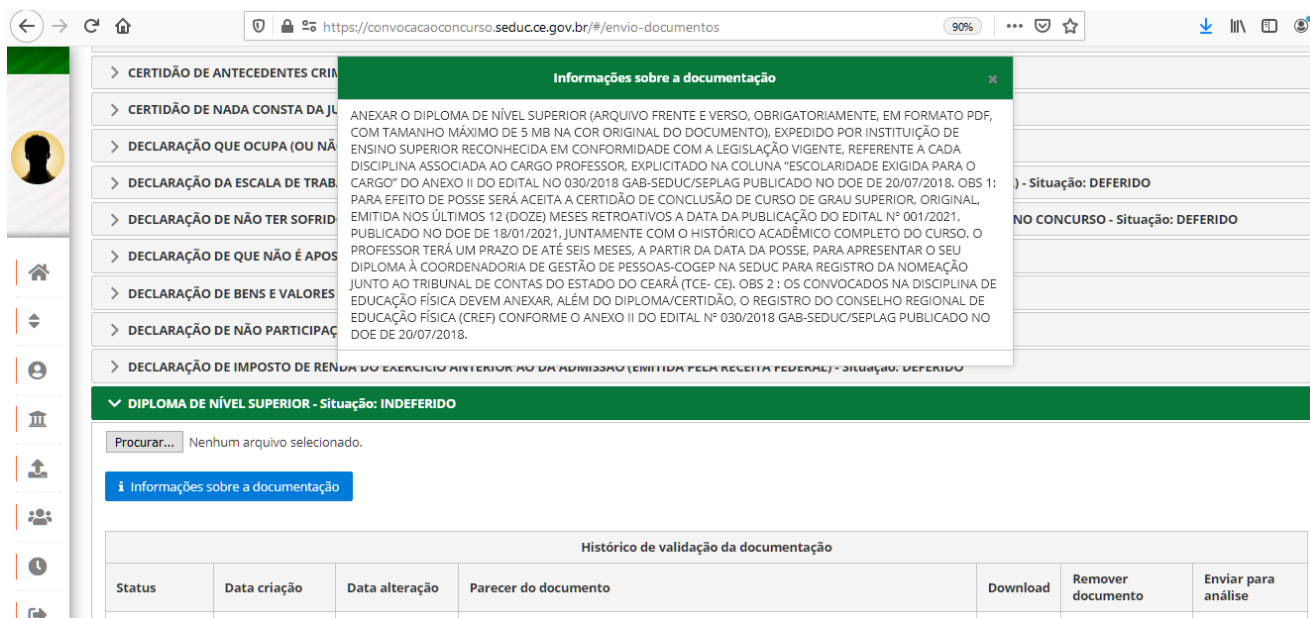 https://convocacaoconcurso.seduc.ce.gov.br/#/envio-documentos
90%
CERTIDÃO DE ANTECEDENTES
CERTIDÃO DE NADA CONSTA DA
DECLARAÇÃO QUE OCUPA (OU
DECLARAÇÃO DA ESCALA DE
) - Situação: DEFERIDO
DECLARAÇÃO DE NÃO TER
NO CONCURSO - Situação: DEFERIDO
DECLARAÇÃO DE QUE NÃO É
DECLARAÇÃO DE BENS E VALORES
DECLARAÇÃO DE NÃO
DECLARAÇÃO DE IMPOSTO DE RENDA DO EXERCÍCIO ANTERIOR AO DA ADMISSÃO (EMITIDA PELA RECEITA FEDERAL) - Situação: DEFERIDO
Informações sobre a documentação
ANEXAR O DIPLOMA DE NÍVEL SUPERIOR (ARQUIVO FRENTE E VERSO, OBRIGATORIAMENTE, EM FORMATO PDF,
COM TAMANHO MÁXIMO DE 5 MB NA COR ORIGINAL DO DOCUMENTO), EXPEDIDO POR INSTITUIÇÃO DE
ENSINO SUPERIOR RECONHECIDA EM CONFORMIDADE COM A LEGISLAÇÃO VIGENTE, REFERENTE A CADA
DISCIPLINA ASSOCIADA AO CARGO PROFESSOR, EXPLICITADO NA COLUNA “ESCOLARIDADE EXIGIDA PARA O
CARGO” DO ANEXO II DO EDITAL NO 030/2018 GAB-SEDUC/SEPLAG PUBLICADO NO DOE DE 20/07/2018. OBS 1:
PARA EFEITO DE POSSE SERÁ ACEITA A CERTIDÃO DE CONCLUSÃO DE CURSO DE GRAU SUPERIOR, ORIGINAL,
EMITIDA NOS ÚLTIMOS 12 (DOZE) MESES RETROATIVOS A DATA DA PUBLICAÇÃO DO EDITAL Nº 001/2021,
PUBLICADO NO DOE DE 18/01/2021, JUNTAMENTE COM O HISTÓRICO ACADÊMICO COMPLETO DO CURSO. O
PROFESSOR TERÁ UM PRAZO DE ATÉ SEIS MESES, A PARTIR DA DATA DA POSSE, PARA APRESENTAR O SEU
DIPLOMA À COORDENADORIA DE GESTÃO DE PESSOAS-COGEP NA SEDUC PARA REGISTRO DA NOMEAÇÃO
JUNTO AO TRIBUNAL DE CONTAS DO ESTADO DO CEARÁ (TCE- CE). OBS 2 : OS CONVOCADOS NA DISCIPLINA DE
EDUCAÇÃO FÍSICA DEVEM ANEXAR, ALÉM DO DIPLOMA/CERTIDÃO, O REGISTRO DO CONSELHO REGIONAL DE
EDUCAÇÃO FÍSICA (CREF) CONFORME O ANEXO II DO EDITAL Nº 030/2018 GAB-SEDUC/SEPLAG PUBLICADO NO
DOE DE 20/07/2018.
DIPLOMA DE NÍVEL SUPERIOR - Situação: INDEFERIDO
Procurar... Nenhum arquivo selecionado.
Informações sobre a documentação
Histórico de validação da documentação
Status Data criação Data alteração Parecer do documento Download Remover documento Enviar para análise